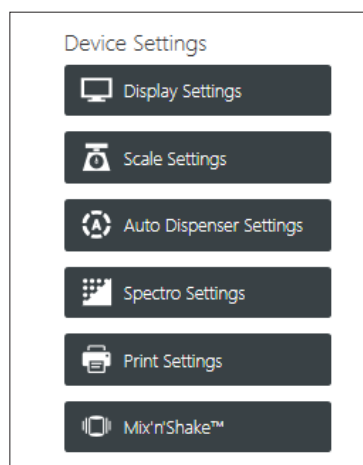 Device Settings
Display Settings
Scale Settings
Auto Dispenser Settings
Spectro Settings
Print Settings
Mix'n'Shake™